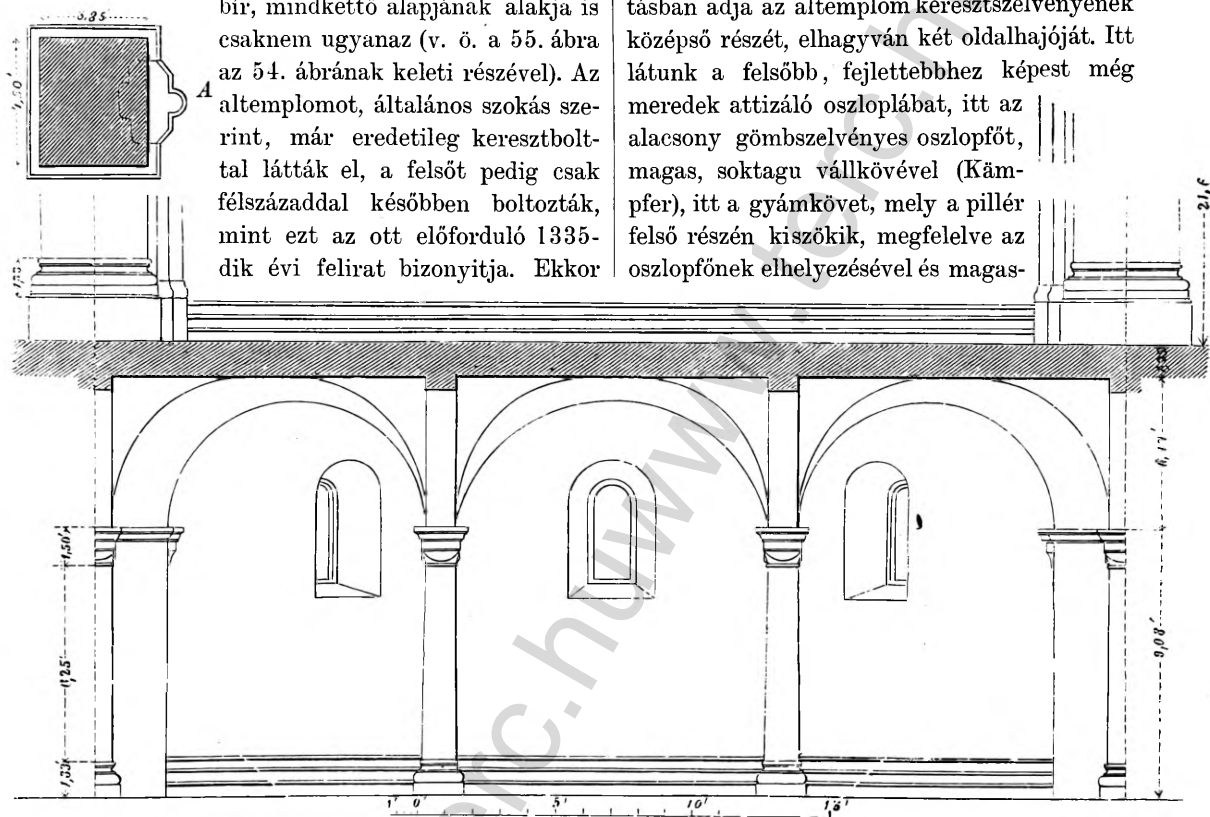 5.85
4,50′
A
bír, mindkettő alapjának alakja is
csaknem ugyanaz (v. ö. a 55. ábra
az 54. ábrának keleti részével). Az
altemplomot, általános szokás sze-
rint, már eredetileg keresztbolt-
tal látták el, a felsőt pedig csak
félszázaddal későbben boltozták,
mint ezt az ott előforduló 1335-
dik évi felirat bizonyitja. Ekkor
tásban adja az altemplom keresztszelvényének
középső részét, elhagyván két oldalhajóját. Itt
látunk a felsőbb, fejlettebbhez képest még
meredek attizáló oszloplábat, itt az
alacsony gömbszelvényes oszlopfőt,
magas, soktagu vállkövével (Käm-
pfer), itt a gyámkövet, mely a pillér
felső részén kiszökik, megfelelve az
oszlopfőnek elhelyezésével és magas-
21,6
6,17′
1,50′
9,08′
1,33′
1′ 0′ 5′ 10′ 15′
www.terc.hu